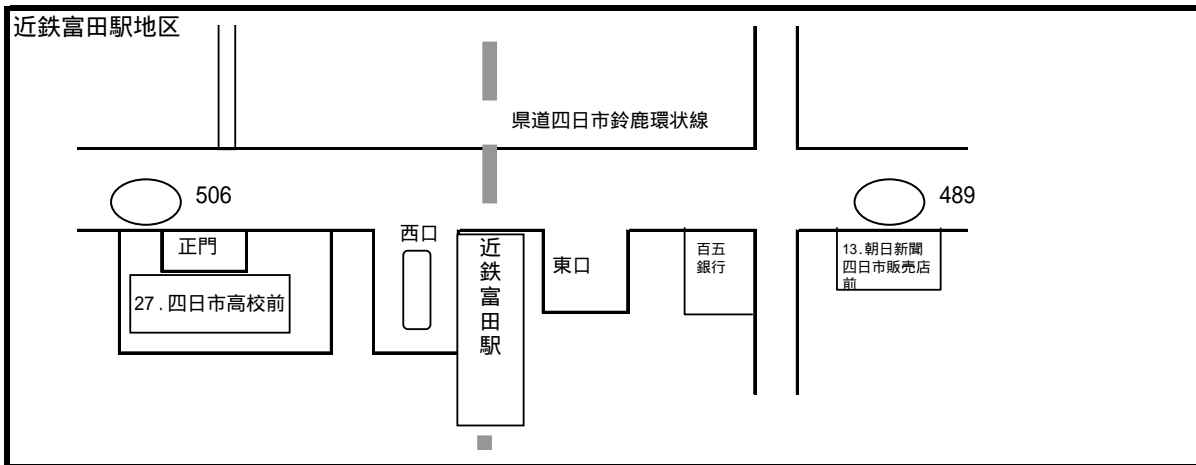 近鉄富田駅地区
県道四日市鈴鹿環状線
506
489
正門
27．四日市高校前
西口
近鉄富田駅
東口
百五
銀行
13.朝日新聞
四日市販売店
前